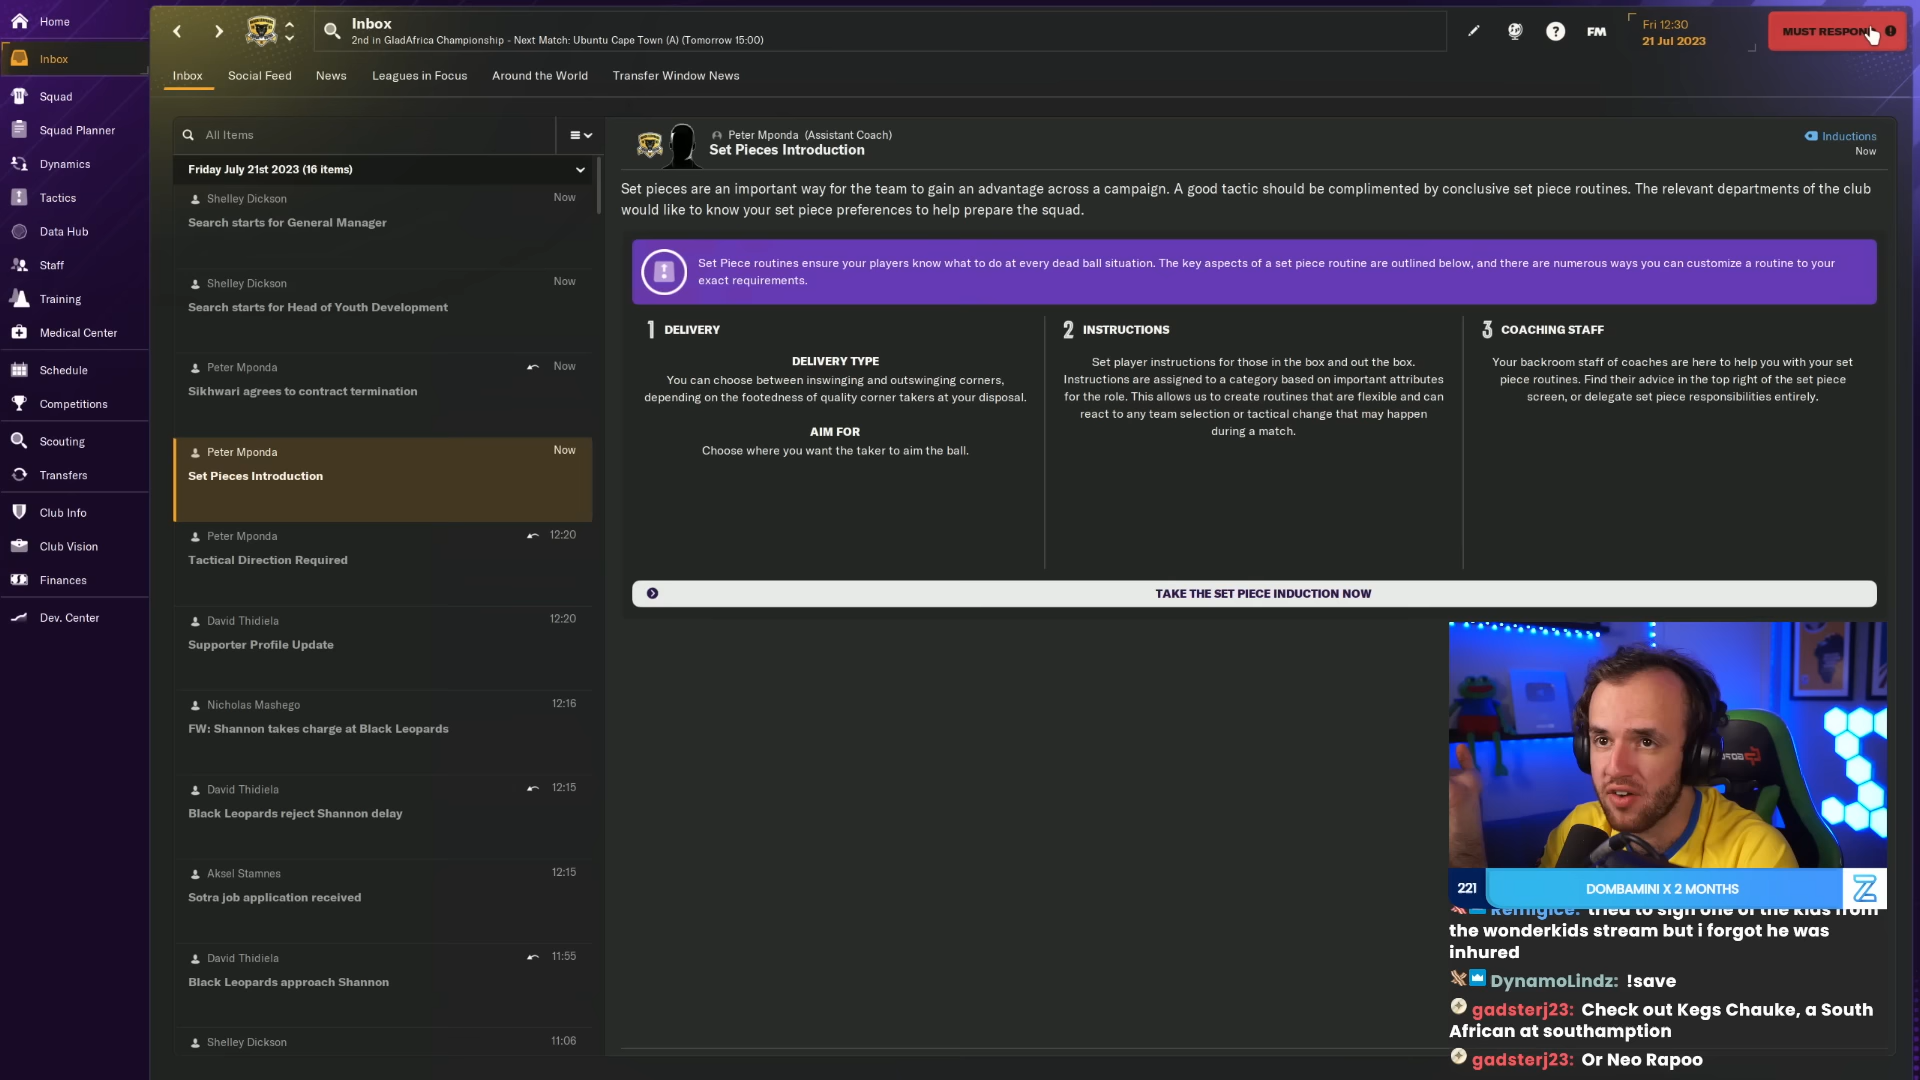 Home
Inbox
Squad
Squad Planner
Dynamics
Tactics
Data Hub
Staff
Training
Medical Center
Schedule
Competitions
Scouting
Transfers
Club Info
Club Vision
Finances
Dev. Center
Inbox
2nd in GladAfrica Championship - Next Match: Ubuntu Cape Town (A) (Tomorrow 15:00)
FM
Fri 12:30
21 Jul 2023
MUST RESPON
Inbox
Social Feed
News
Leagues in Focus
Around the World
Transfer Window News
All Items
Friday July 21st 2023 (16 items)
Shelley Dickson Now
Search starts for General Manager
Shelley Dickson Now
Search starts for Head of Youth Development
Peter Mponda Now
Sikhwari agrees to contract termination
Peter Mponda Now
Set Pieces Introduction
Peter Mponda 12:20
Tactical Direction Required
David Thidiela 12:20
Supporter Profile Update
Nicholas Mashego 12:16
FW: Shannon takes charge at Black Leopards
David Thidiela 12:15
Black Leopards reject Shannon delay
Aksel Stamnes 12:15
Sotra job application received
David Thidiela 11:55
Black Leopards approach Shannon
Shelley Dickson 11:06
Peter Mponda (Assistant Coach)
Set Pieces Introduction
Inductions
Now
Set pieces are an important way for the team to gain an advantage across a campaign. A good tactic should be complimented by conclusive set piece routines. The relevant departments of the club
would like to know your set piece preferences to help prepare the squad.
Set Piece routines ensure your players know what to do at every dead ball situation. The key aspects of a set piece routine are outlined below, and there are numerous ways you can customize a routine to your
exact requirements.
1 DELIVERY
DELIVERY TYPE
You can choose between inswinging and outswinging corners,
depending on the footedness of quality corner takers at your disposal.
AIM FOR
Choose where you want the taker to aim the ball.
2 INSTRUCTIONS
Set player instructions for those in the box and out the box.
Instructions are assigned to a category based on important attributes
for the role. This allows us to create routines that are flexible and can
react to any team selection or tactical change that may happen
during a match.
3 COACHING STAFF
Your backroom staff of coaches are here to help you with your set
piece routines. Find their advice in the top right of the set piece
screen, or delegate set piece responsibilities entirely.
TAKE THE SET PIECE INDUCTION NOW
221 DOMBAMINI X 2 MONTHS Z
Remigice: tried to sign one of the kids from
the wonderkids stream but i forgot he was
inhured
DynamoLindz: !save
gadsterj23: Check out Kegs Chauke, a South
African at southamption
gadsterj23: Or Neo Rapoo